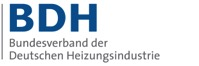 BDH
Bundesverband der
Deutschen Heizungsindustrie